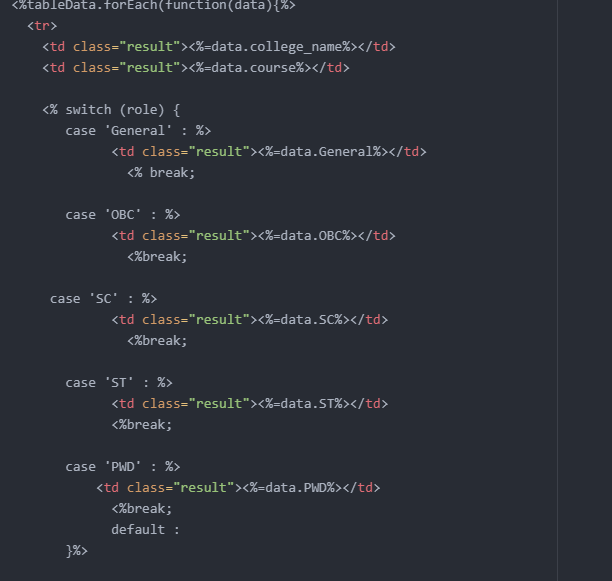 <%tableData.forEach(function(data){%>
<tr>
<td class="result"><%=data.college_name%></td>
<td class="result"><%=data.course%></td>
<% switch (role) {
case 'General' : %>
<td class="result"><%=data.General%></td>
<% break;
case 'OBC' : %>
<td class="result"><%=data.OBC%></td>
<%break;
case 'SC' : %>
<td class="result"><%=data.SC%></td>
<%break;
case 'ST' : %>
<td class="result"><%=data.ST%></td>
<%break;
case 'PWD' : %>
<td class="result"><%=data.PWD%></td>
<%break;
default :
}%>